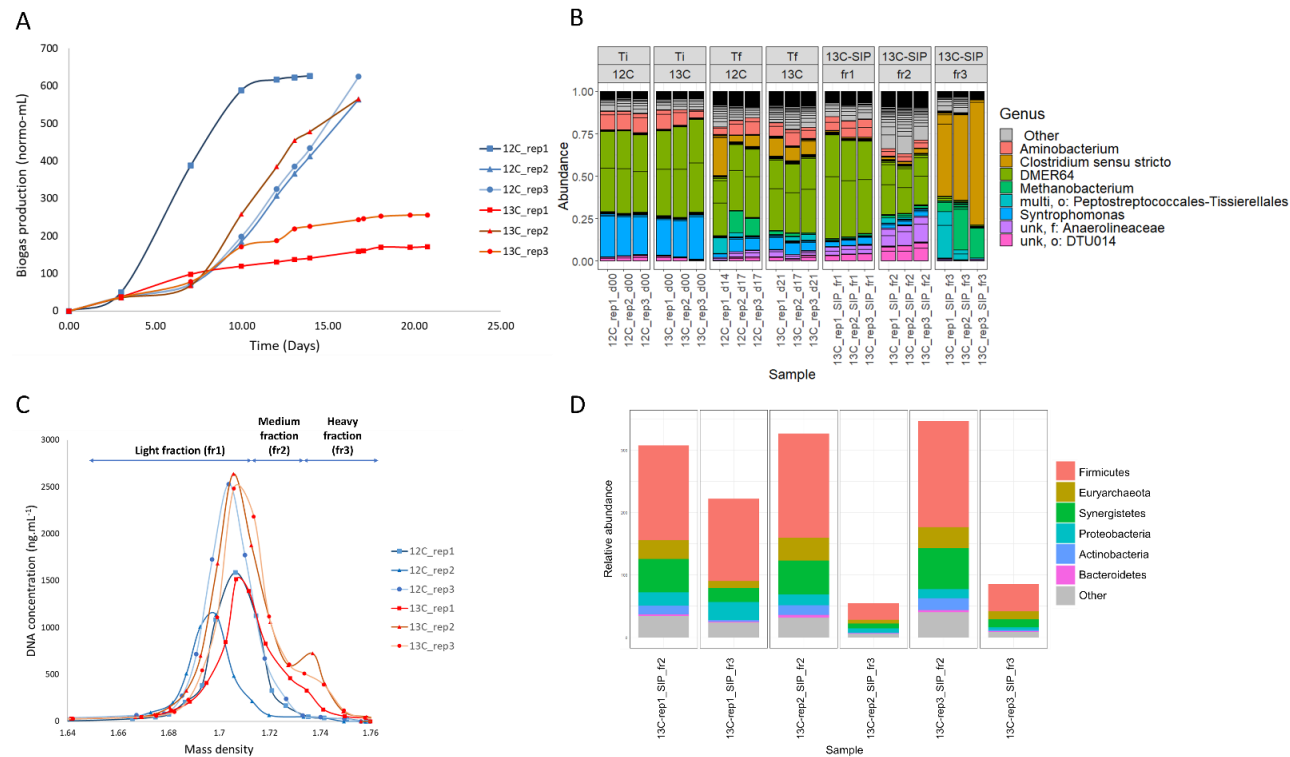 A
Biogas production (normo-mL)
700
600
500
400
300
200
100
0
0.00 5.00 10.00 15.00 20.00 25.00
Time (Days)
12C_rep1
12C_rep2
12C_rep3
13C_rep1
13C_rep2
13C_rep3
B
Ti Ti Tf Tf 13C-SIP 13C-SIP 13C-SIP
12C 13C 12C 13C fr1 fr2 fr3
Abundance
1.00
0.75
0.50
0.25
0.00
12C_rep1_d00
12C_rep2_d00
12C_rep3_d00
13C_rep1_d00
13C_rep2_d00
13C_rep3_d00
12C_rep1_d14
12C_rep2_d17
12C_rep3_d17
13C_rep1_d21
13C_rep2_d17
13C_rep3_d21
13C_rep1_SIP_fr1
13C_rep2_SIP_fr1
13C_rep3_SIP_fr1
13C_rep1_SIP_fr2
13C_rep2_SIP_fr2
13C_rep3_SIP_fr2
13C_rep1_SIP_fr3
13C_rep2_SIP_fr3
13C_rep3_SIP_fr3
Sample
Genus
Other
Aminobacterium
Clostridium sensu stricto
DMER64
Methanobacterium
multi, o: Peptostreptococcales-Tissierellales
Syntrophomonas
unk, f: Anaerolineaceae
unk, o: DTU014
C
Light fraction (fr1)
Medium
fraction
(fr2)
Heavy
fraction
(fr3)
DNA concentration (ng.mL-1)
3000
2500
2000
1500
1000
500
0
1.64 1.66 1.68 1.7 1.72 1.74 1.76
Mass density
12C_rep1
12C_rep2
12C_rep3
13C_rep1
13C_rep2
13C_rep3
D
Relative abundance
13C-rep1_SIP_fr2
13C-rep1_SIP_fr3
13C-rep2_SIP_fr2
13C-rep2_SIP_fr3
13C-rep3_SIP_fr2
13C-rep3_SIP_fr3
Sample
Firmicutes
Euryarchaeota
Synergistetes
Proteobacteria
Actinobacteria
Bacteroidetes
Other